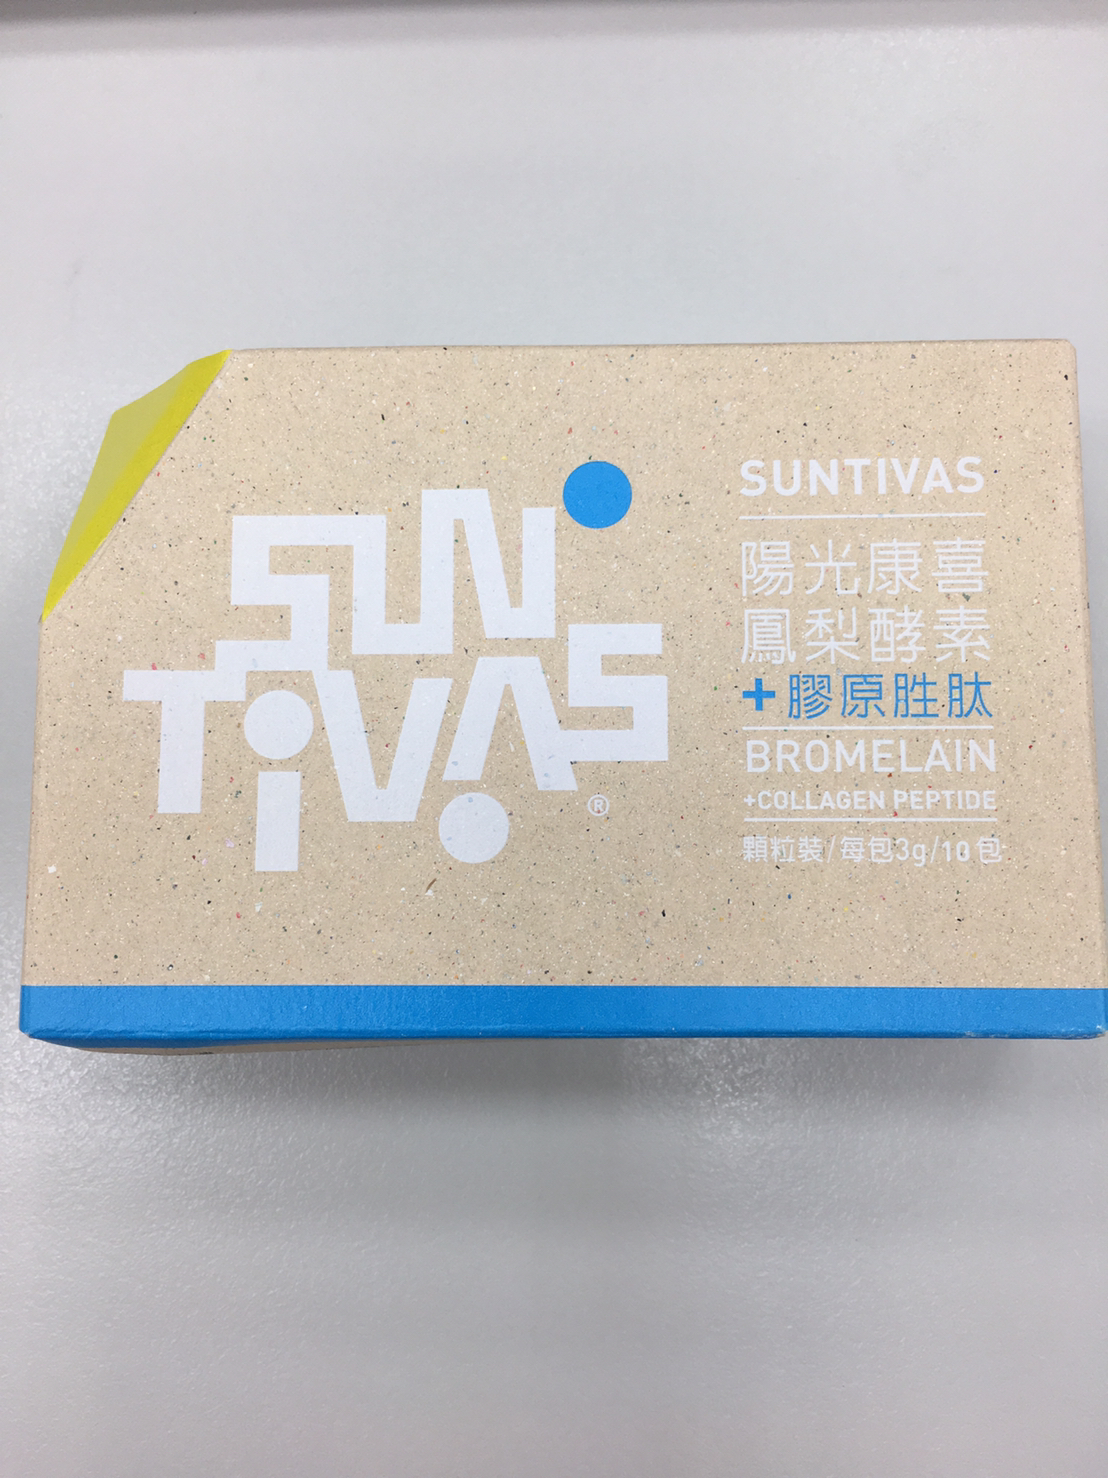 SUN
TiVAS
®
SUNTIVAS
陽光康喜
鳳梨酵素
+膠原胜肽
BROMELAIN
+COLLAGEN PEPTIDE
顆粒裝/每包3g/10包